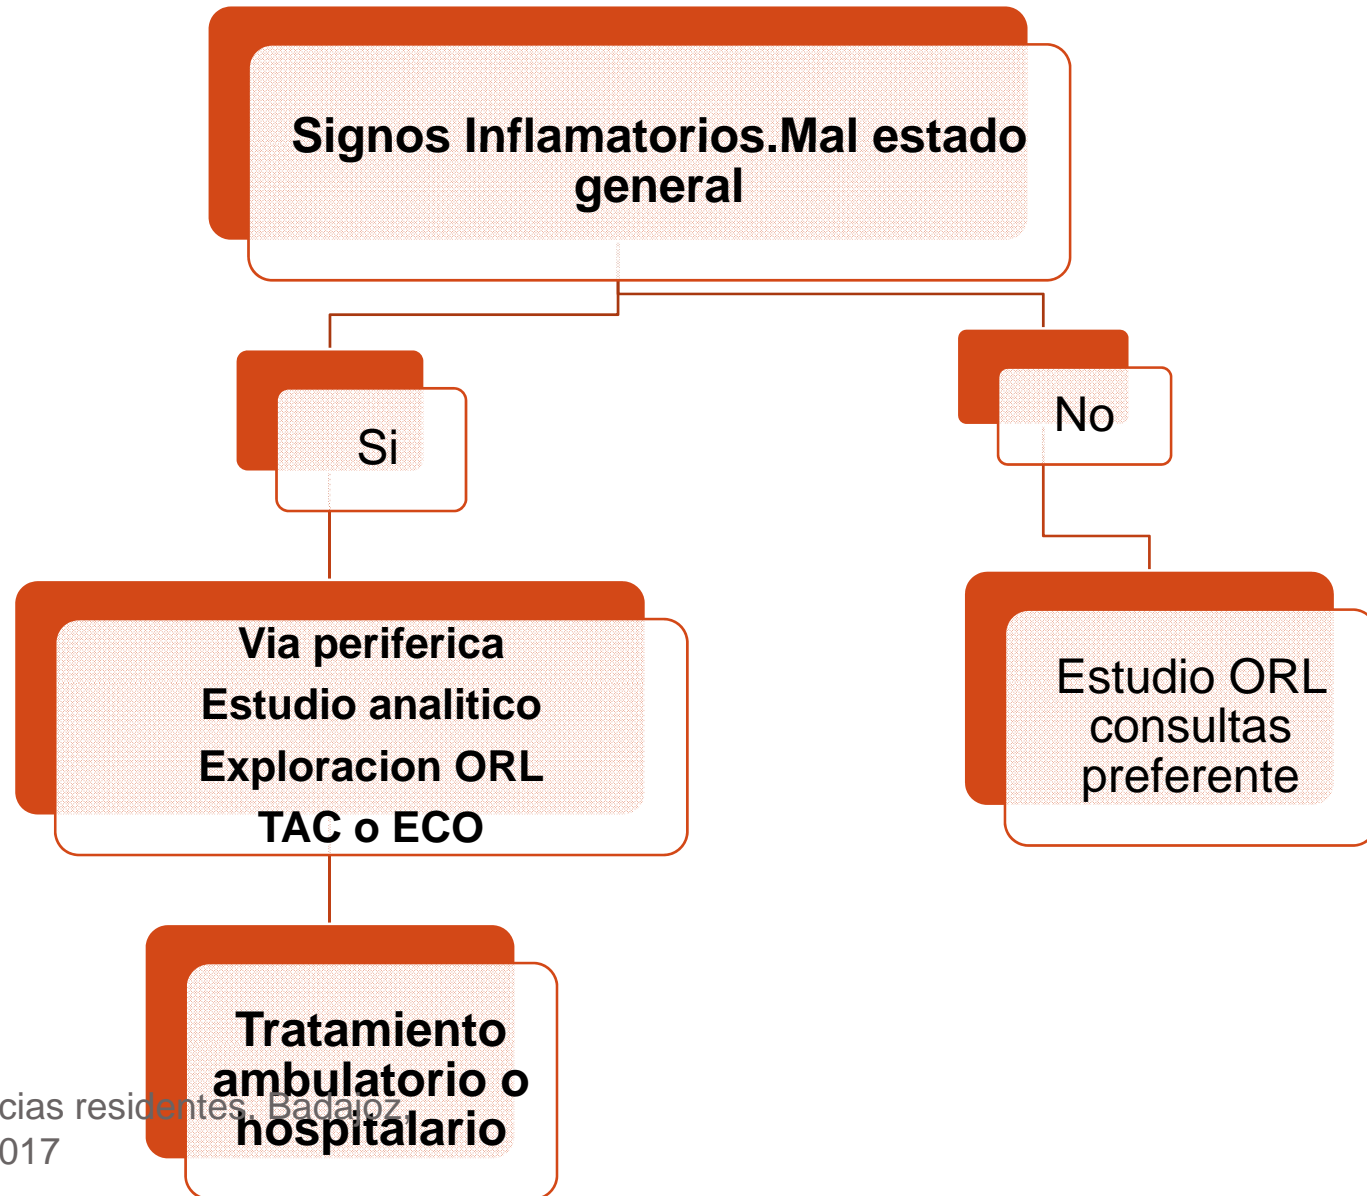 Signos Inflamatorios.Mal estado
general
Si
No
Via periferica
Estudio analitico
Exploracion ORL
TAC o ECO
Estudio ORL
consultas
preferente
Tratamiento
ambulatorio o
hospitalario
cias residentes. Badajoz,
017